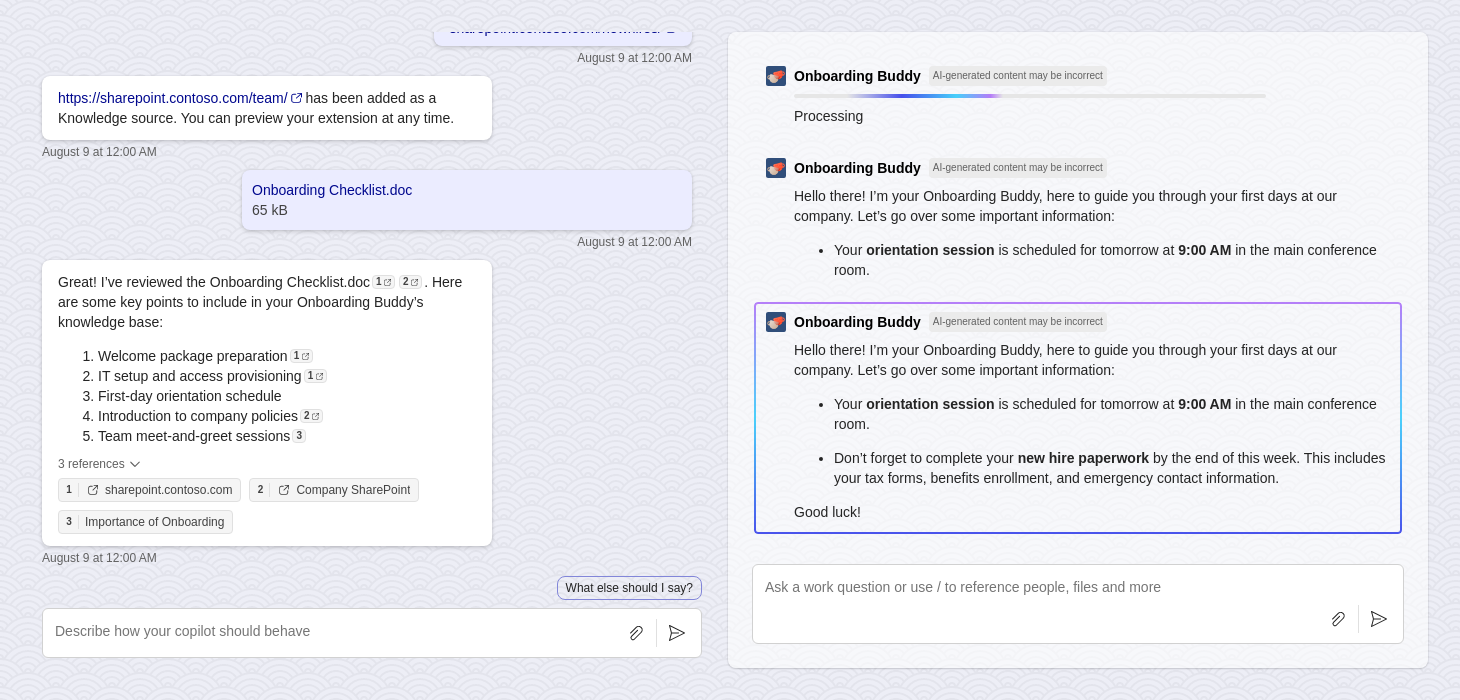 August 9 at 12:00 AM
https://sharepoint.contoso.com/team/ has been added as a
Knowledge source. You can preview your extension at any time.
August 9 at 12:00 AM
Onboarding Checklist.doc
65 kB
August 9 at 12:00 AM
Great! I’ve reviewed the Onboarding Checklist.doc 1 2 . Here
are some key points to include in your Onboarding Buddy’s
knowledge base:
1. Welcome package preparation 1
2. IT setup and access provisioning 1
3. First-day orientation schedule
4. Introduction to company policies 2
5. Team meet-and-greet sessions 3
3 references
1 sharepoint.contoso.com 2 Company SharePoint
3 Importance of Onboarding
August 9 at 12:00 AM
What else should I say?
Describe how your copilot should behave
Onboarding Buddy AI-generated content may be incorrect
Processing
Onboarding Buddy AI-generated content may be incorrect
Hello there! I’m your Onboarding Buddy, here to guide you through your first days at our
company. Let’s go over some important information:
• Your orientation session is scheduled for tomorrow at 9:00 AM in the main conference
room.
Onboarding Buddy AI-generated content may be incorrect
Hello there! I’m your Onboarding Buddy, here to guide you through your first days at our
company. Let’s go over some important information:
• Your orientation session is scheduled for tomorrow at 9:00 AM in the main conference
room.
• Don’t forget to complete your new hire paperwork by the end of this week. This includes
your tax forms, benefits enrollment, and emergency contact information.
Good luck!
Ask a work question or use / to reference people, files and more